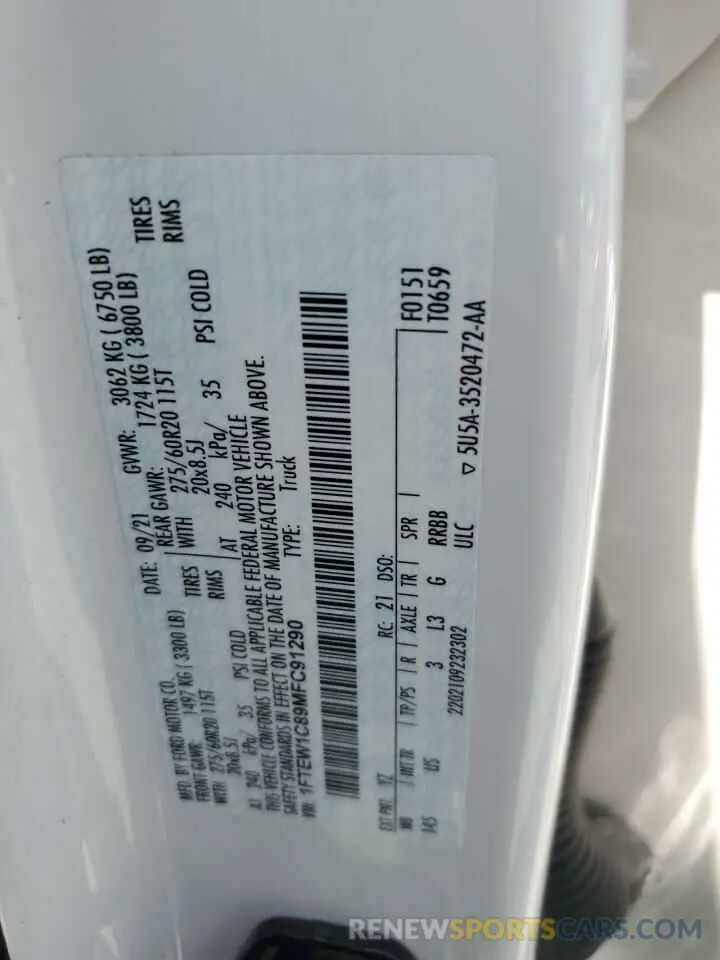 MFD. BY FORD MOTOR CO.
DATE: 09/21 GVWR: 3062 KG ( 6750 LB)
FRONT GAWR: 1497 KG ( 3300 LB) REAR GAWR: 1724 KG ( 3800 LB)
WITH 275/60R20 115T TIRES WITH 275/60R20 115T TIRES
20x8.5J RIMS 20x8.5J RIMS
AT 240 kPa/ 35 PSI COLD AT 240 kPa/ 35 PSI COLD
THIS VEHICLE CONFORMS TO ALL APPLICABLE FEDERAL MOTOR VEHICLE
SAFETY STANDARDS IN EFFECT ON THE DATE OF MANUFACTURE SHOWN ABOVE.
VIN: 1FTEW1C89MFC91290 TYPE: Truck
EXT PNT: YZ RC: 21 DSO: F0151
WB INT TR TP/PS R AXLE TR SPR T0659
145 US 3 L3 G RRBB
2202109232302 ULC ▽ 5U5A-3520472-AA
RENEWSPORTSCARS.COM